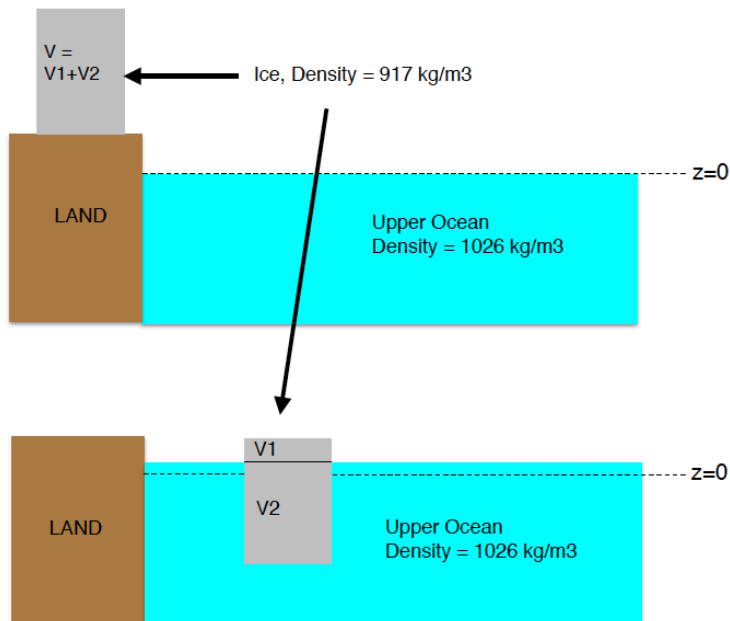 V =
V1+V2
Ice, Density = 917 kg/m3
z=0
LAND
Upper Ocean
Density = 1026 kg/m3
V1
z=0
V2
LAND
Upper Ocean
Density = 1026 kg/m3